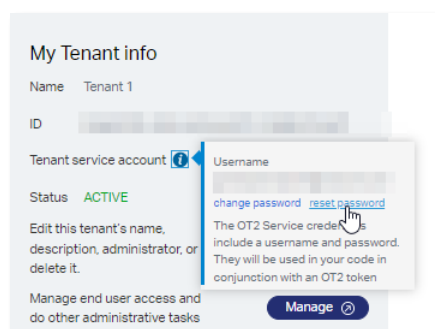 My Tenant info
Name Tenant 1
ID
Tenant service account
Status ACTIVE
Edit this tenant's name,
description, administrator, or
delete it.
Manage end user access and
do other administrative tasks
Username
change password reset password
The OT2 Service credentials
include a username and password.
They will be used in your code in
conjunction with an OT2 token
Manage